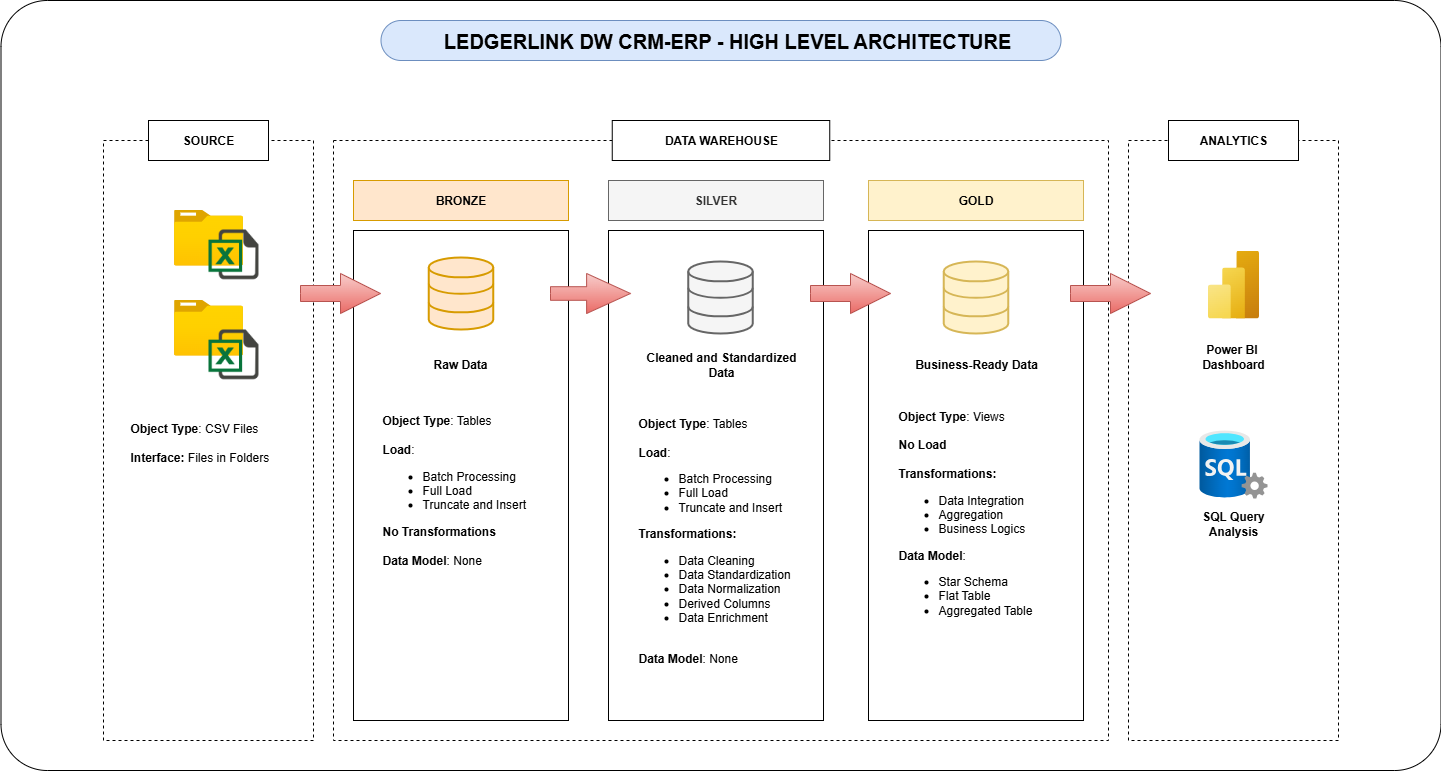 LEDGERLINK DW CRM-ERP - HIGH LEVEL ARCHITECTURE
SOURCE
X
X
Object Type: CSV Files
Interface: Files in Folders
DATA WAREHOUSE
BRONZE
Raw Data
Object Type: Tables
Load:
Batch Processing
Full Load
Truncate and Insert
No Transformations
Data Model: None
SILVER
Cleaned and Standardized
Data
Object Type: Tables
Load:
Batch Processing
Full Load
Truncate and Insert
Transformations:
Data Cleaning
Data Standardization
Data Normalization
Derived Columns
Data Enrichment
Data Model: None
GOLD
Business-Ready Data
Object Type: Views
No Load
Transformations:
Data Integration
Aggregation
Business Logics
Data Model:
Star Schema
Flat Table
Aggregated Table
ANALYTICS
Power BI
Dashboard
SQL
SQL Query
Analysis